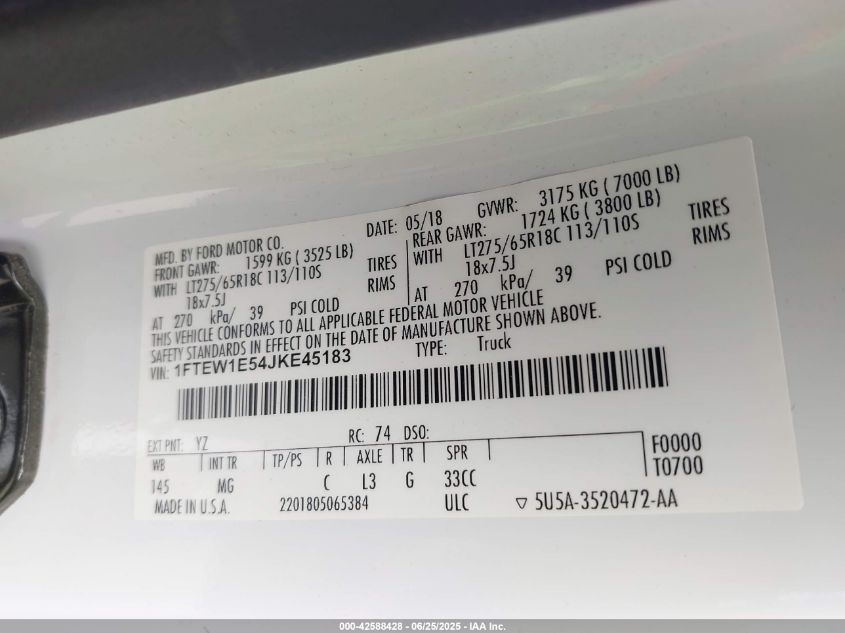 MFD. BY FORD MOTOR CO.
DATE: 05/18 GVWR: 3175 KG ( 7000 LB)
FRONT GAWR: 1599 KG ( 3525 LB)
WITH LT275/65R18C 113/110S TIRES
18x7.5J RIMS
AT 270 kPa/ 39 PSI COLD
REAR GAWR: 1724 KG ( 3800 LB)
WITH LT275/65R18C 113/110S TIRES
18x7.5J RIMS
AT 270 kPa/ 39 PSI COLD
THIS VEHICLE CONFORMS TO ALL APPLICABLE FEDERAL MOTOR VEHICLE
SAFETY STANDARDS IN EFFECT ON THE DATE OF MANUFACTURE SHOWN ABOVE.
VIN: 1FTEW1E54JKE45183 TYPE: Truck
EXT PNT: YZ RC: 74 DSO:
WB INT TR TP/PS R AXLE TR SPR F0000
145 MG C L3 G 33CC T0700
MADE IN U.S.A. 2201805065384 ULC ▽ 5U5A-3520472-AA
000-42588428 - 06/25/2025 - IAA Inc.